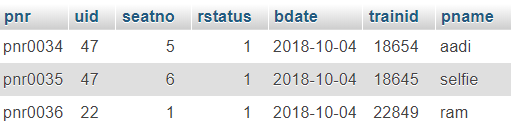 pnr uid seatno rstatus bdate trainid pname
pnr0034 47 5 1 2018-10-04 18654 aadi
pnr0035 47 6 1 2018-10-04 18645 selfie
pnr0036 22 1 1 2018-10-04 22849 ram